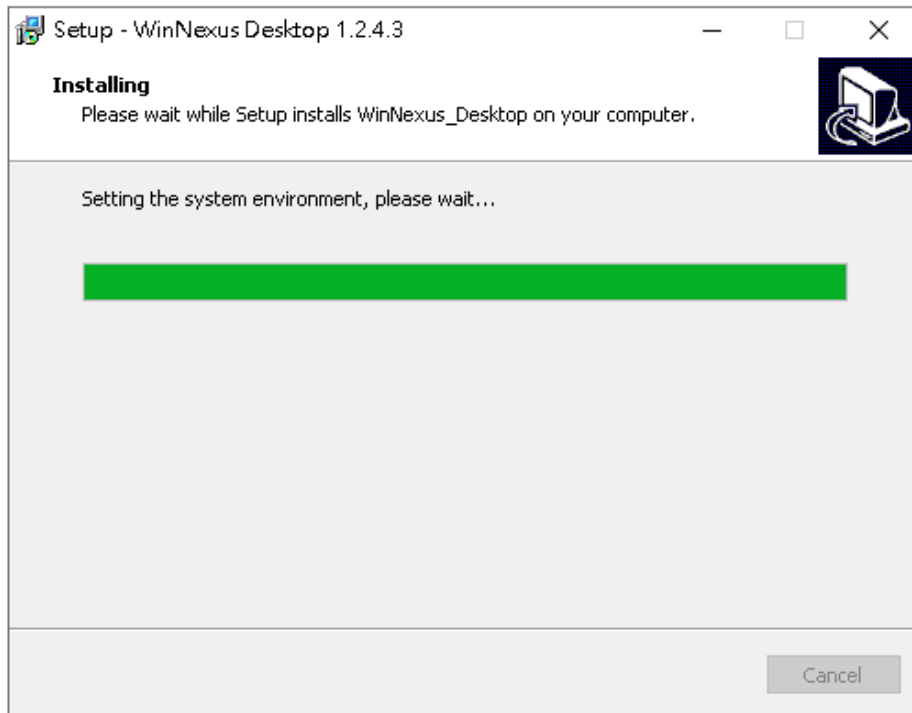 Setup - WinNexus Desktop 1.2.4.3
Installing
Please wait while Setup installs WinNexus_Desktop on your computer.
Setting the system environment, please wait...
Cancel